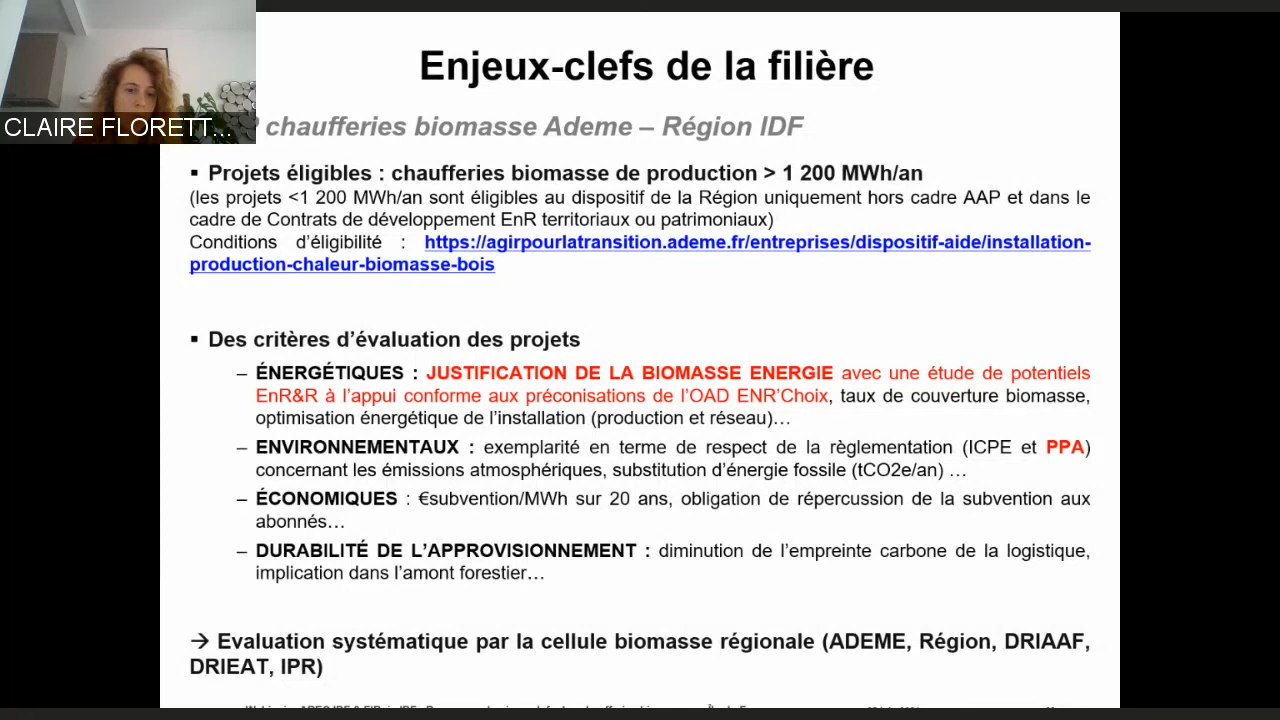 Enjeux-clefs de la filière
CLAIRE FLORETT...
chaufferies biomasse Ademe – Région IDF
▪ Projets éligibles : chaufferies biomasse de production > 1 200 MWh/an
(les projets <1 200 MWh/an sont éligibles au dispositif de la Région uniquement hors cadre AAP et dans le
cadre de Contrats de développement EnR territoriaux ou patrimoniaux)
Conditions d’éligibilité : https://agirpourlatransition.ademe.fr/entreprises/dispositif-aide/installation-
production-chaleur-biomasse-bois
▪ Des critères d’évaluation des projets
– ÉNERGÉTIQUES : JUSTIFICATION DE LA BIOMASSE ENERGIE avec une étude de potentiels
EnR&R à l’appui conforme aux préconisations de l’OAD ENR’Choix, taux de couverture biomasse,
optimisation énergétique de l’installation (production et réseau)…
– ENVIRONNEMENTAUX : exemplarité en terme de respect de la règlementation (ICPE et PPA)
concernant les émissions atmosphériques, substitution d’énergie fossile (tCO2e/an) …
– ÉCONOMIQUES : €subvention/MWh sur 20 ans, obligation de répercussion de la subvention aux
abonnés…
– DURABILITÉ DE L’APPROVISIONNEMENT : diminution de l’empreinte carbone de la logistique,
implication dans l’amont forestier…
→ Evaluation systématique par la cellule biomasse régionale (ADEME, Région, DRIAAF,
DRIEAT, IPR)